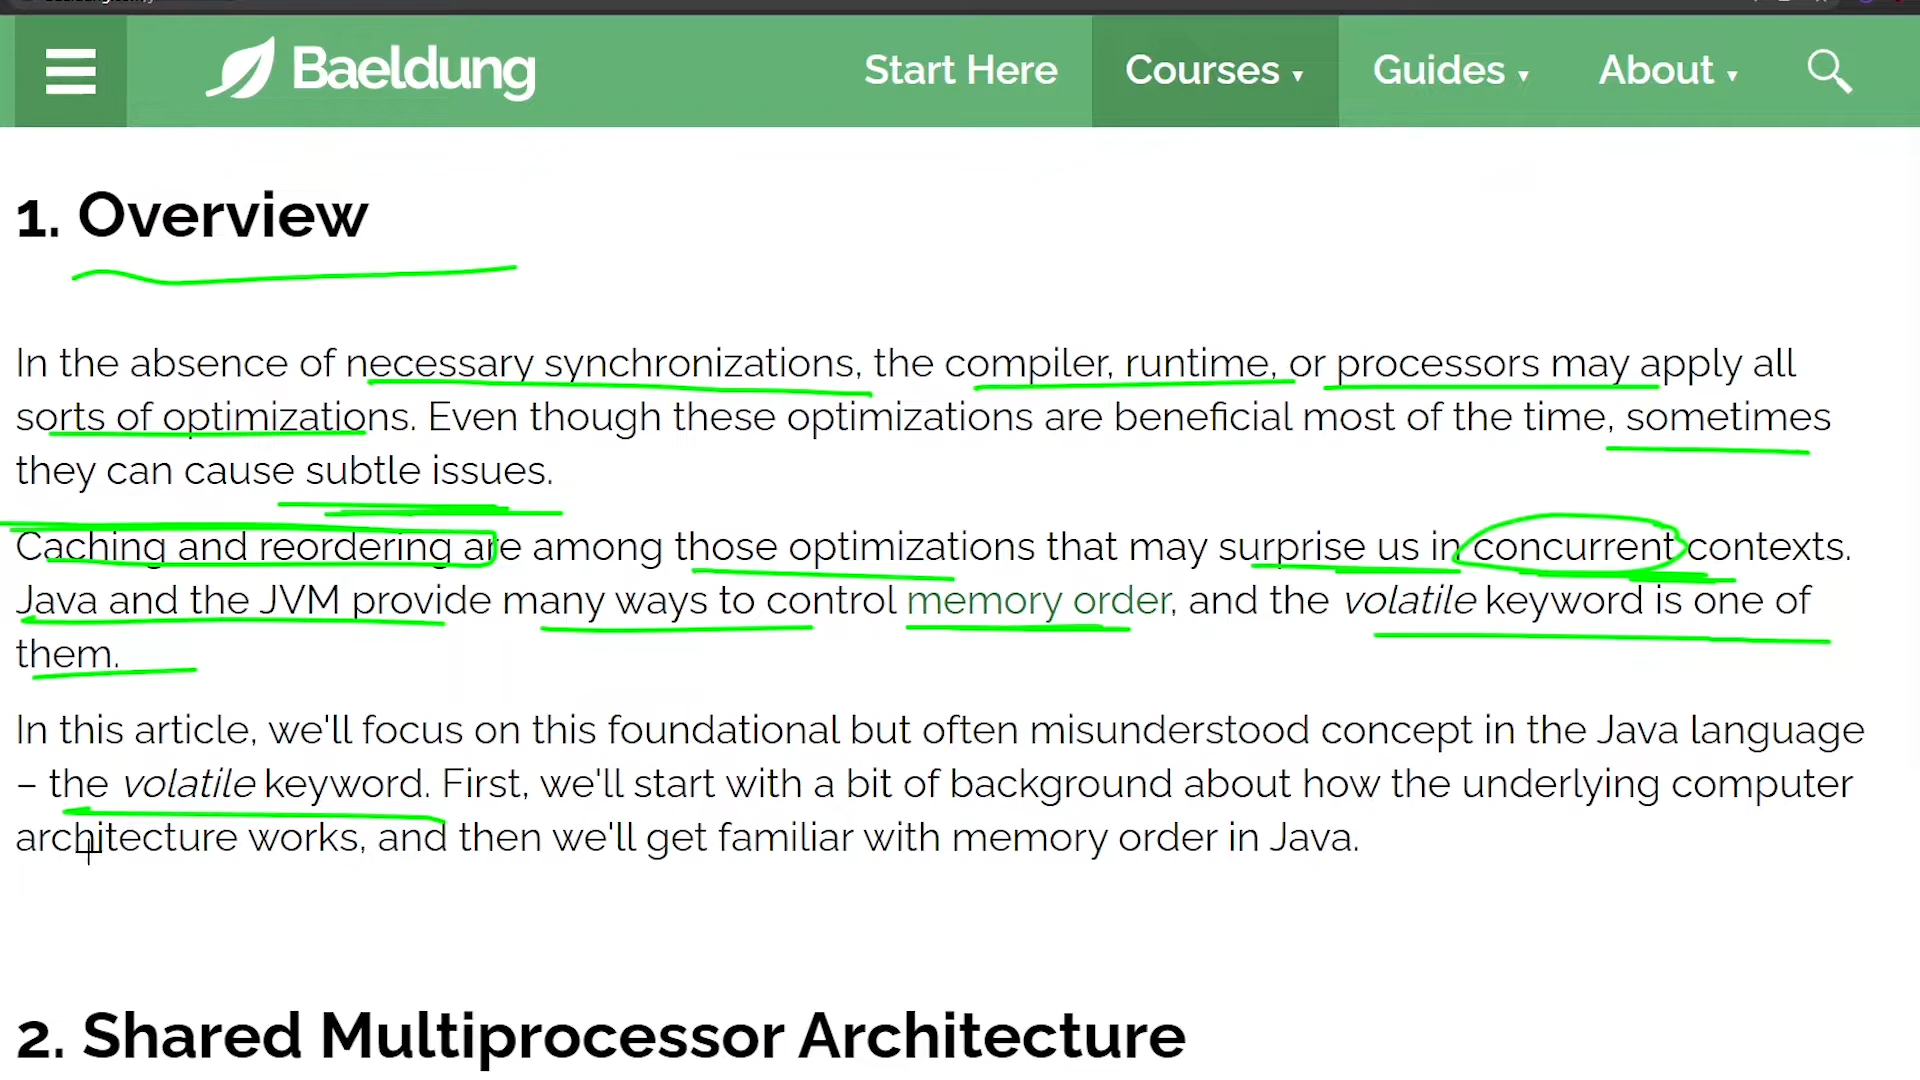 Baeldung
Start Here
Courses ▼
Guides ▼
About ▼
1. Overview
In the absence of necessary synchronizations, the compiler, runtime, or processors may apply all
sorts of optimizations. Even though these optimizations are beneficial most of the time, sometimes
they can cause subtle issues.
Caching and reordering are among those optimizations that may surprise us in concurrent contexts.
Java and the JVM provide many ways to control memory order, and the volatile keyword is one of
them.
In this article, we'll focus on this foundational but often misunderstood concept in the Java language
– the volatile keyword. First, we'll start with a bit of background about how the underlying computer
architecture works, and then we'll get familiar with memory order in Java.
2. Shared Multiprocessor Architecture